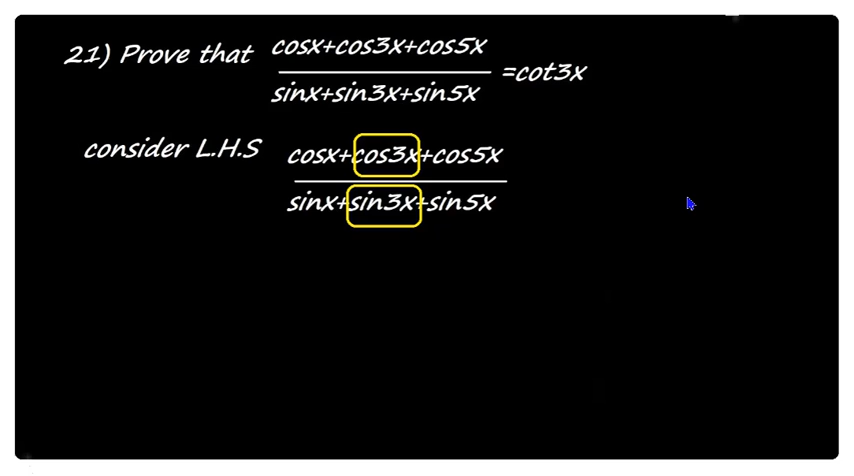 21) Prove that cosx+cos3x+cos5x
sinx+sin3x+sin5x =cot3x
consider L.H.S cosx+cos3x+cos5x
sinx+sin3x+sin5x